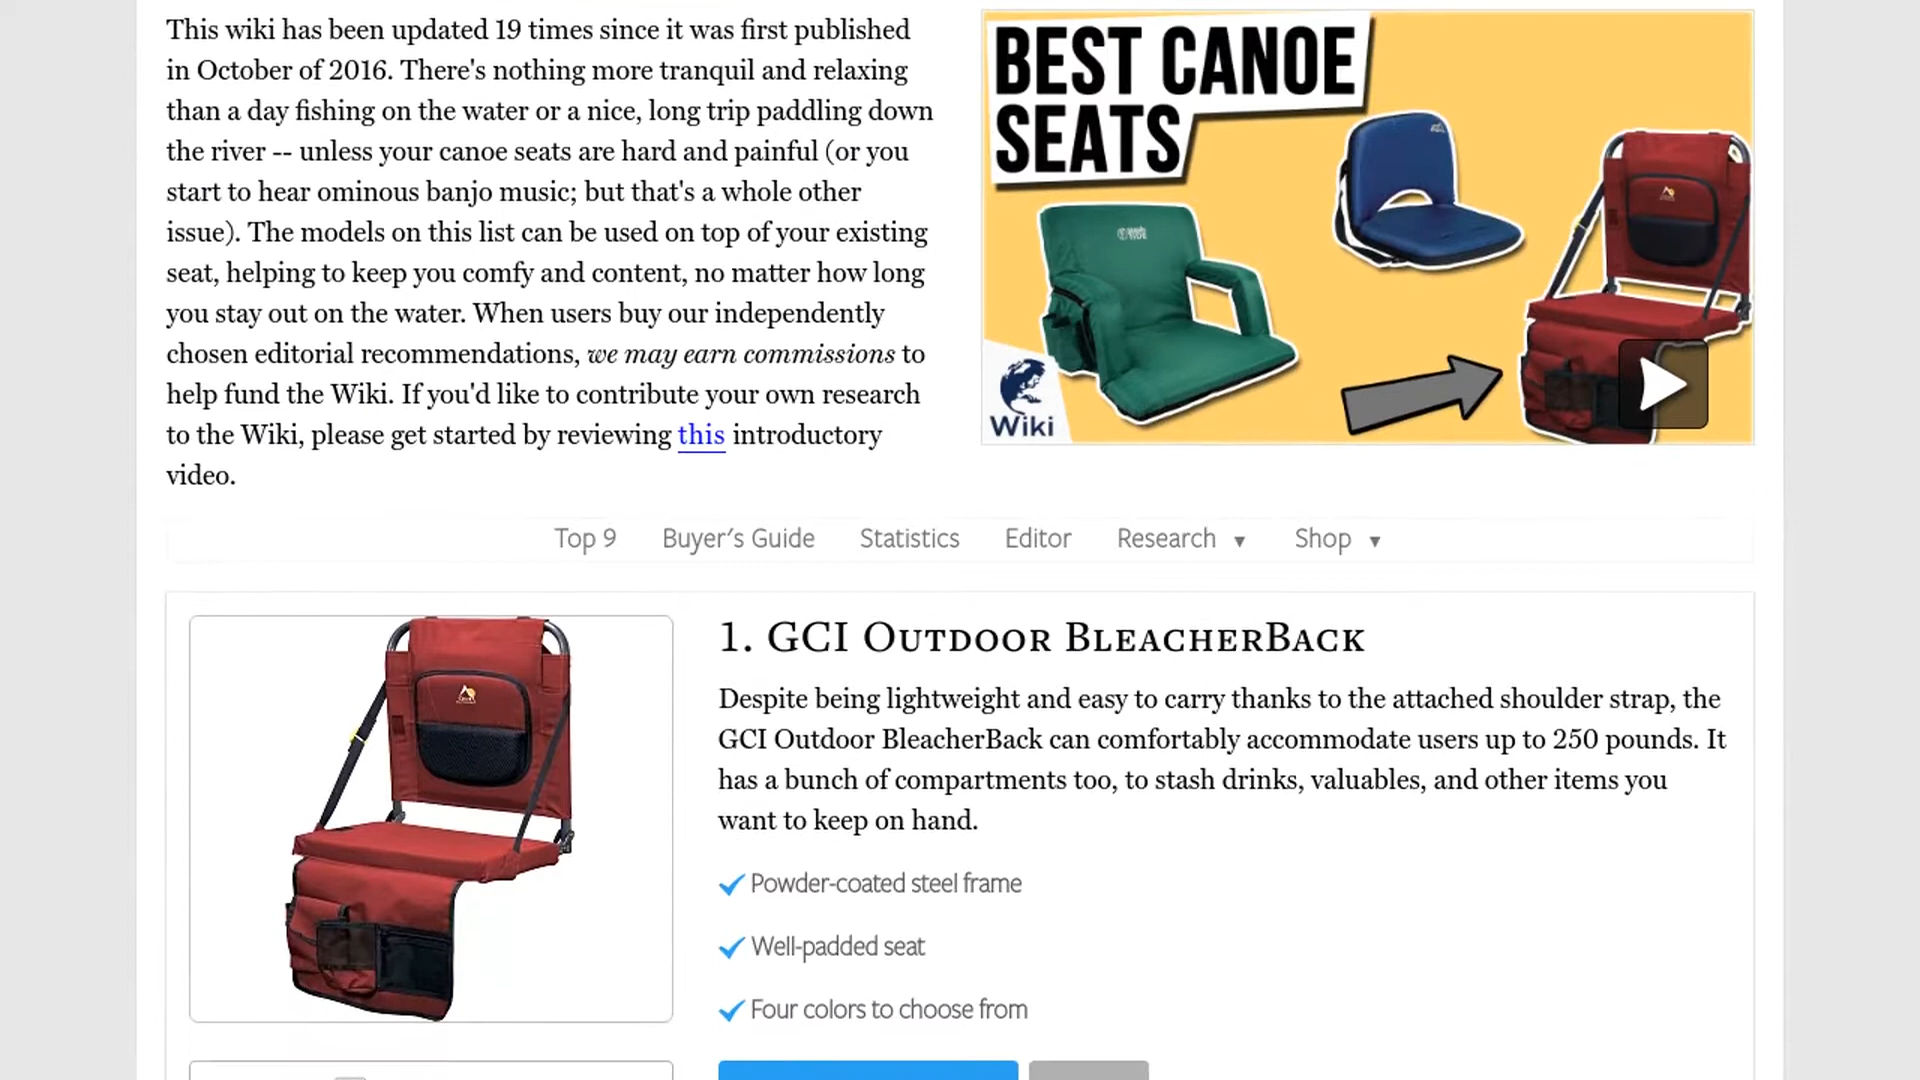 This wiki has been updated 19 times since it was first published
in October of 2016. There's nothing more tranquil and relaxing
than a day fishing on the water or a nice, long trip paddling down
the river -- unless your canoe seats are hard and painful (or you
start to hear ominous banjo music; but that's a whole other
issue). The models on this list can be used on top of your existing
seat, helping to keep you comfy and content, no matter how long
you stay out on the water. When users buy our independently
chosen editorial recommendations, we may earn commissions to
help fund the Wiki. If you'd like to contribute your own research
to the Wiki, please get started by reviewing this introductory
video.
BEST CANOE
SEATS
Wiki
Top 9 Buyer's Guide Statistics Editor Research ▼ Shop ▼
1. GCI Outdoor BleacherBack
Despite being lightweight and easy to carry thanks to the attached shoulder strap, the
GCI Outdoor BleacherBack can comfortably accommodate users up to 250 pounds. It
has a bunch of compartments too, to stash drinks, valuables, and other items you
want to keep on hand.
Powder-coated steel frame
Well-padded seat
Four colors to choose from